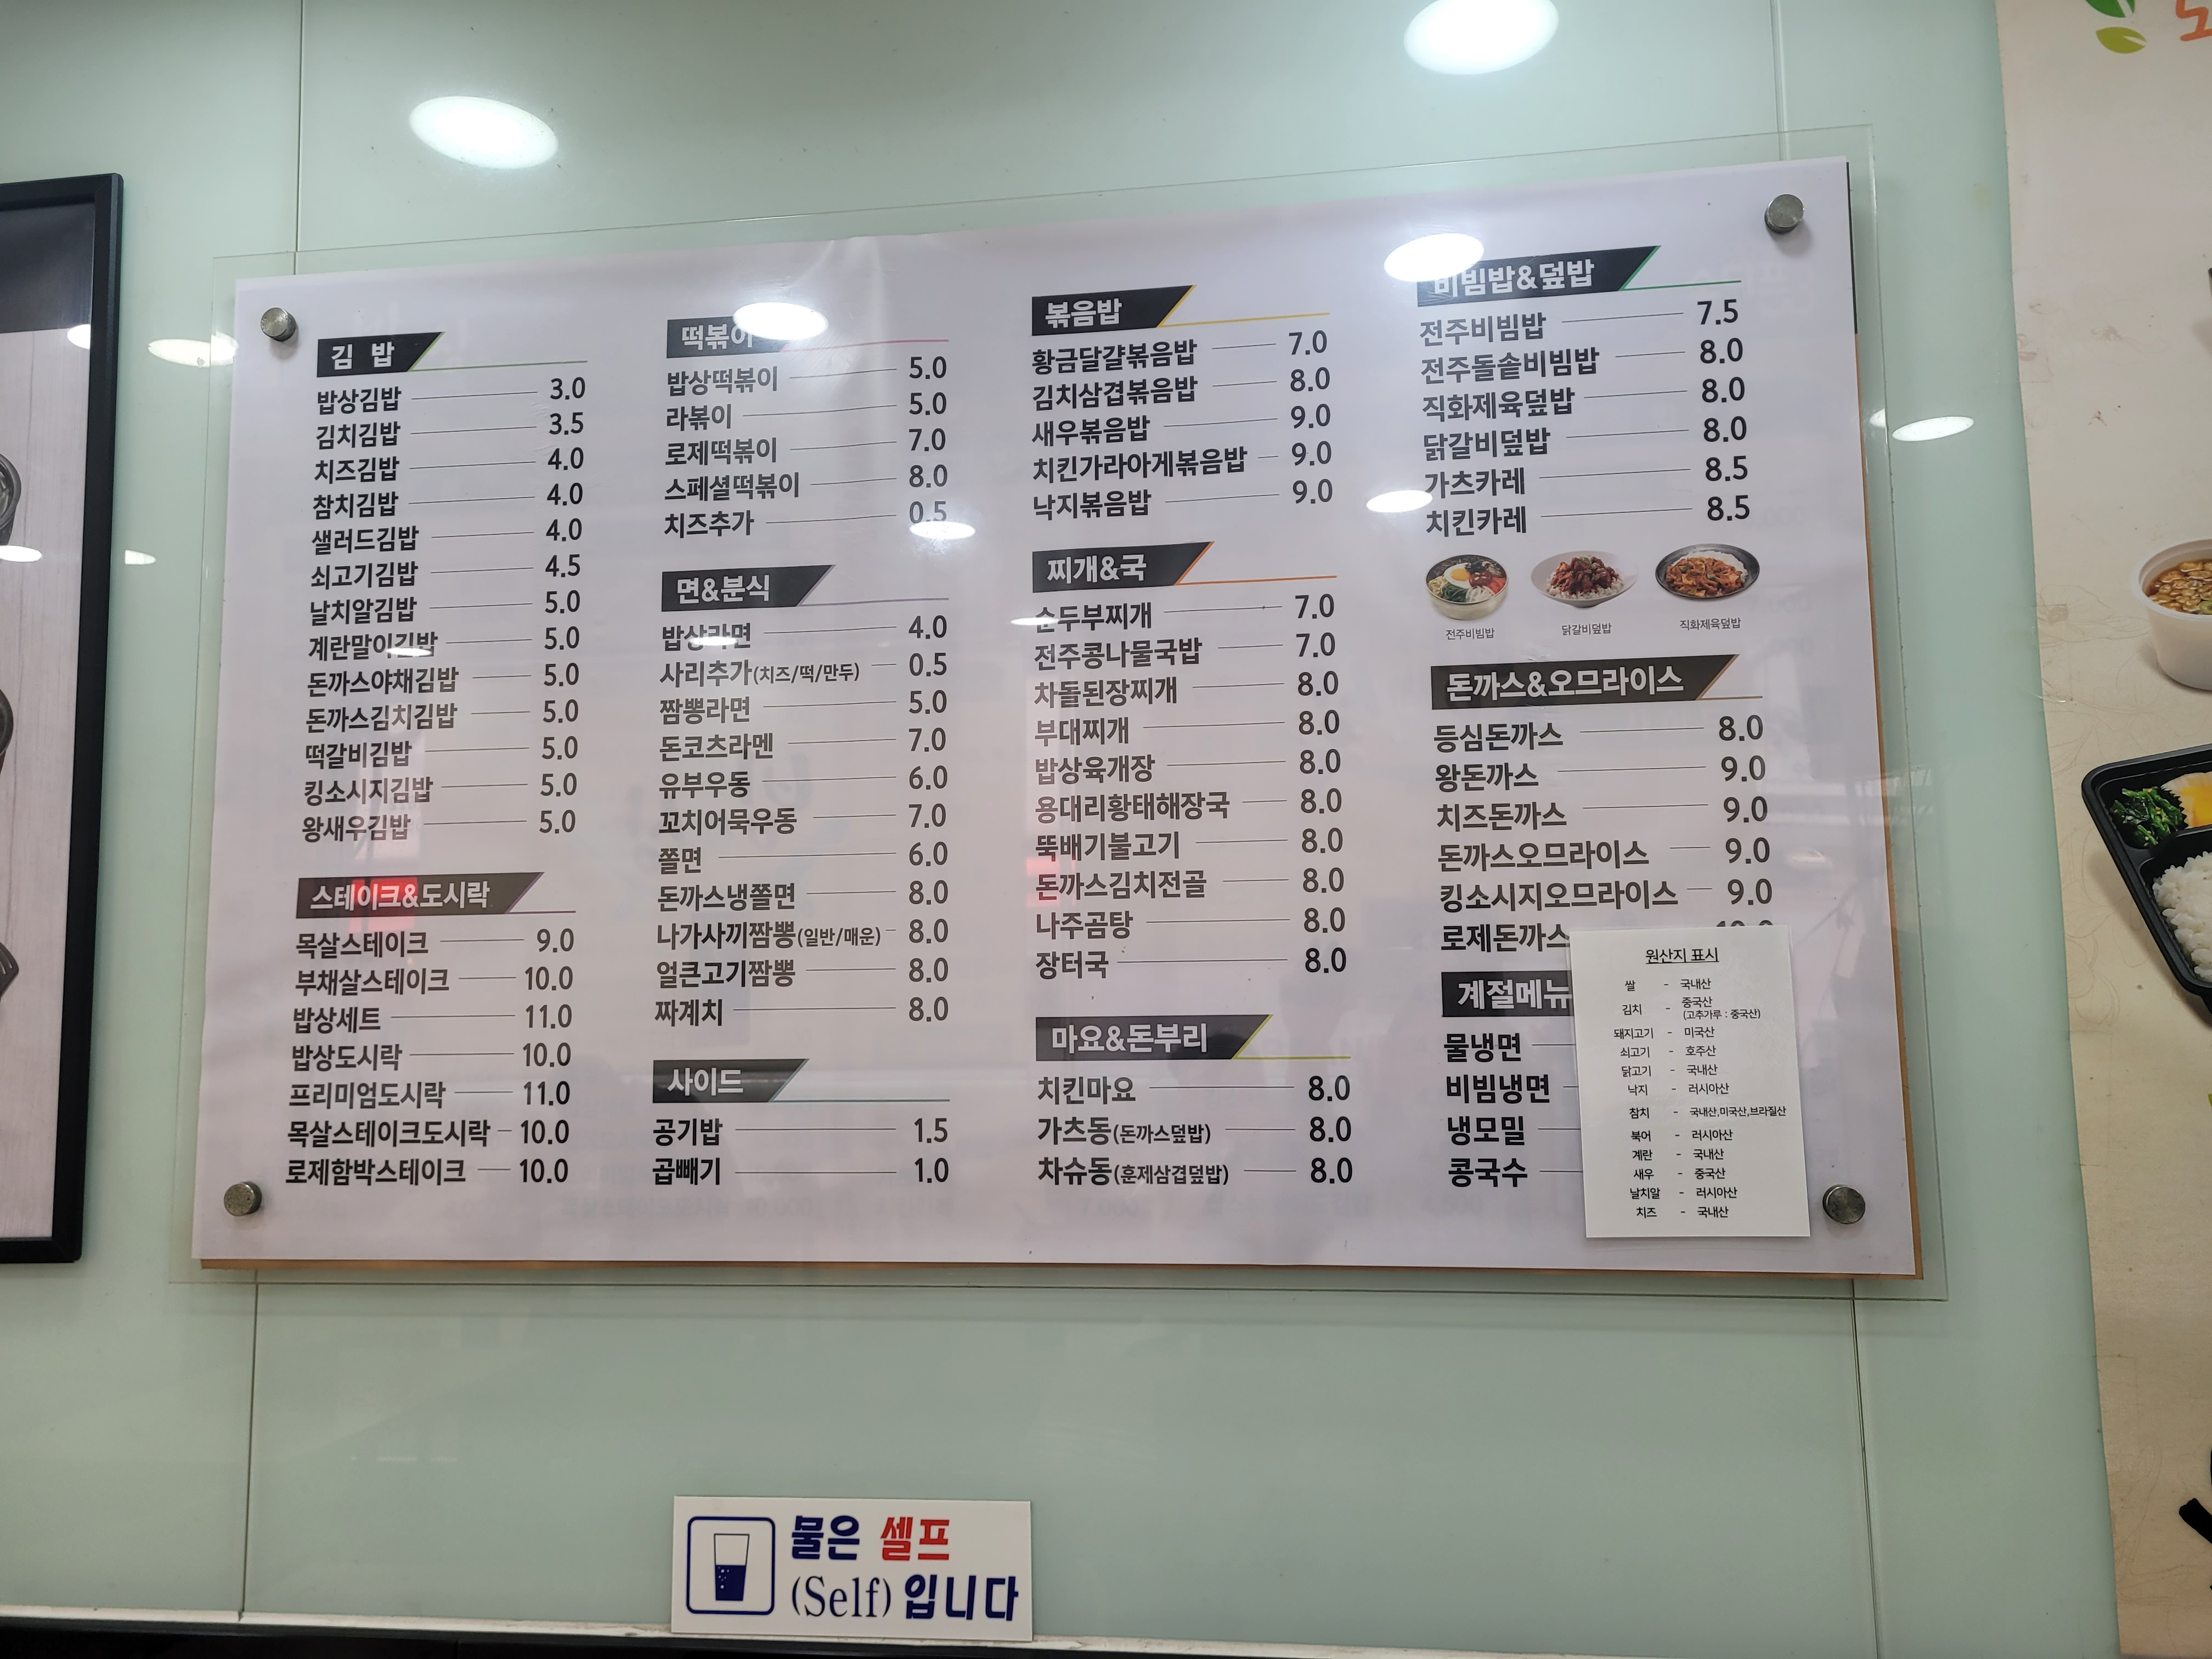 김 밥
밥상김밥 3.0
김치김밥 3.5
치즈김밥 4.0
참치김밥 4.0
샐러드김밥 4.0
쇠고기김밥 4.5
날치알김밥 5.0
계란말이김밥 5.0
돈까스야채김밥 5.0
돈까스김치김밥 5.0
떡갈비김밥 5.0
킹소시지김밥 5.0
왕새우김밥 5.0
스테이크&도시락
목살스테이크 9.0
부채살스테이크 10.0
밥상세트 11.0
밥상도시락 10.0
프리미엄도시락 11.0
목살스테이크도시락 10.0
로제함박스테이크 10.0
떡볶이
밥상떡볶이 5.0
라볶이 5.0
로제떡볶이 7.0
스페셜떡볶이 8.0
치즈추가 0.5
면&분식
밥상라면 4.0
사리추가(치즈/떡/만두) 0.5
짬뽕라면 5.0
돈코츠라멘 7.0
유부우동 6.0
꼬치어묵우동 7.0
쫄면 6.0
돈까스냉쫄면 8.0
나가사끼짬뽕(일반/매운) 8.0
얼큰고기짬뽕 8.0
짜계치 8.0
사이드
공기밥 1.5
곱빼기 1.0
볶음밥
황금달걀볶음밥 7.0
김치삼겹볶음밥 8.0
새우볶음밥 9.0
치킨가라아게볶음밥 9.0
낙지볶음밥 9.0
찌개&국
순두부찌개 7.0
전주콩나물국밥 7.0
차돌된장찌개 8.0
부대찌개 8.0
밥상육개장 8.0
용대리황태해장국 8.0
뚝배기불고기 8.0
돈까스김치전골 8.0
나주곰탕 8.0
장터국 8.0
마요&돈부리
치킨마요 8.0
가츠동(돈까스덮밥) 8.0
차슈동(훈제삼겹덮밥) 8.0
비빔밥&덮밥
전주비빔밥 7.5
전주돌솥비빔밥 8.0
직화제육덮밥 8.0
닭갈비덮밥 8.0
가츠카레 8.5
치킨카레 8.5
전주비빔밥 닭갈비덮밥 직화제육덮밥
돈까스&오므라이스
등심돈까스 8.0
왕돈까스 9.0
치즈돈까스 9.0
돈까스오므라이스 9.0
킹소시지오므라이스 9.0
로제돈까스
계절메뉴
물냉면
비빔냉면
냉모밀
콩국수
원산지 표시
쌀 - 국내산
김치 - 중국산
(고추가루 : 중국산)
돼지고기 - 미국산
쇠고기 - 호주산
닭고기 - 국내산
낙지 - 러시아산
참치 - 국내산,미국산,브라질산
북어 - 러시아산
계란 - 국내산
새우 - 중국산
날치알 - 러시아산
치즈 - 국내산
물은 셀프
(Self) 입니다